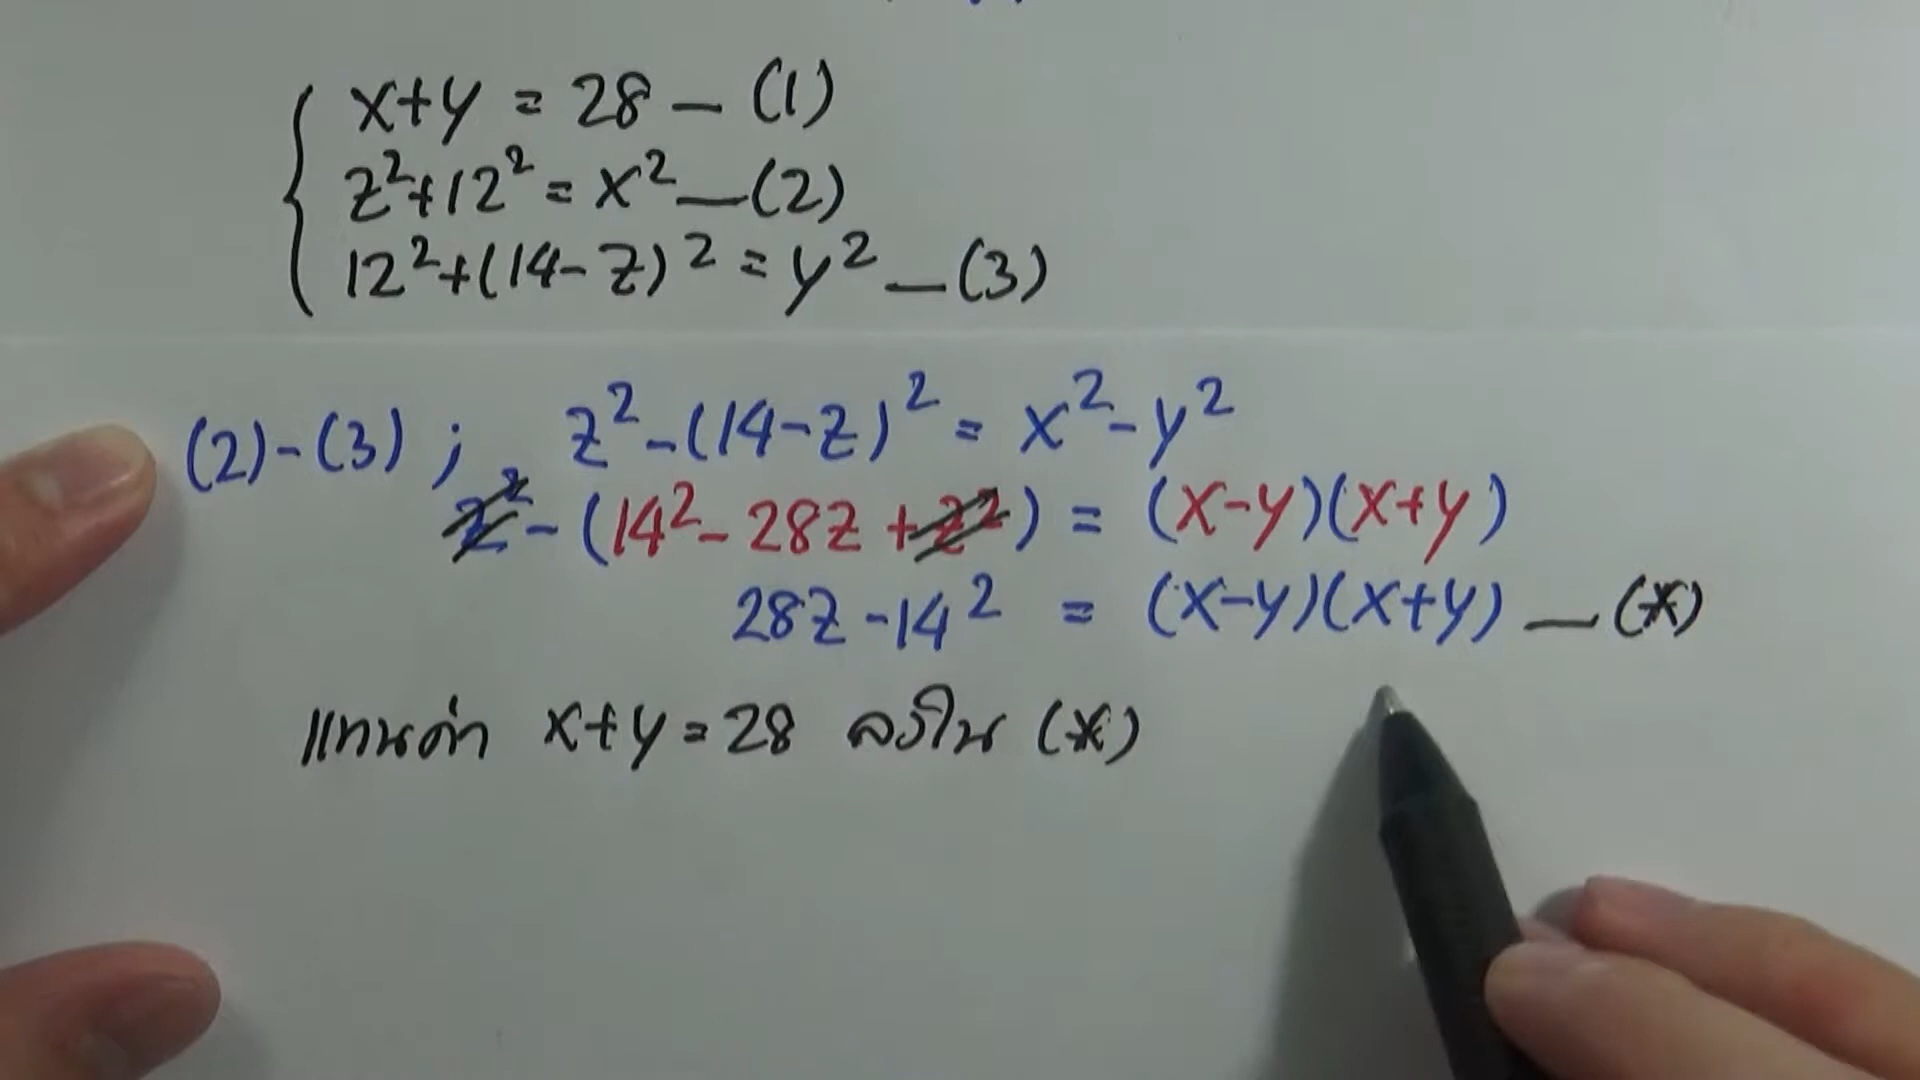 x+y = 28 — (1)
z²+12² = x² — (2)
12²+(14-z)² = y² — (3)
(2)-(3) ; z²-(14-z)² = x²-y²
z²-(14²-28z+z²) = (x-y)(x+y)
28z-14² = (x-y)(x+y) — (*)
แทนค่า x+y=28 ลงใน (*)